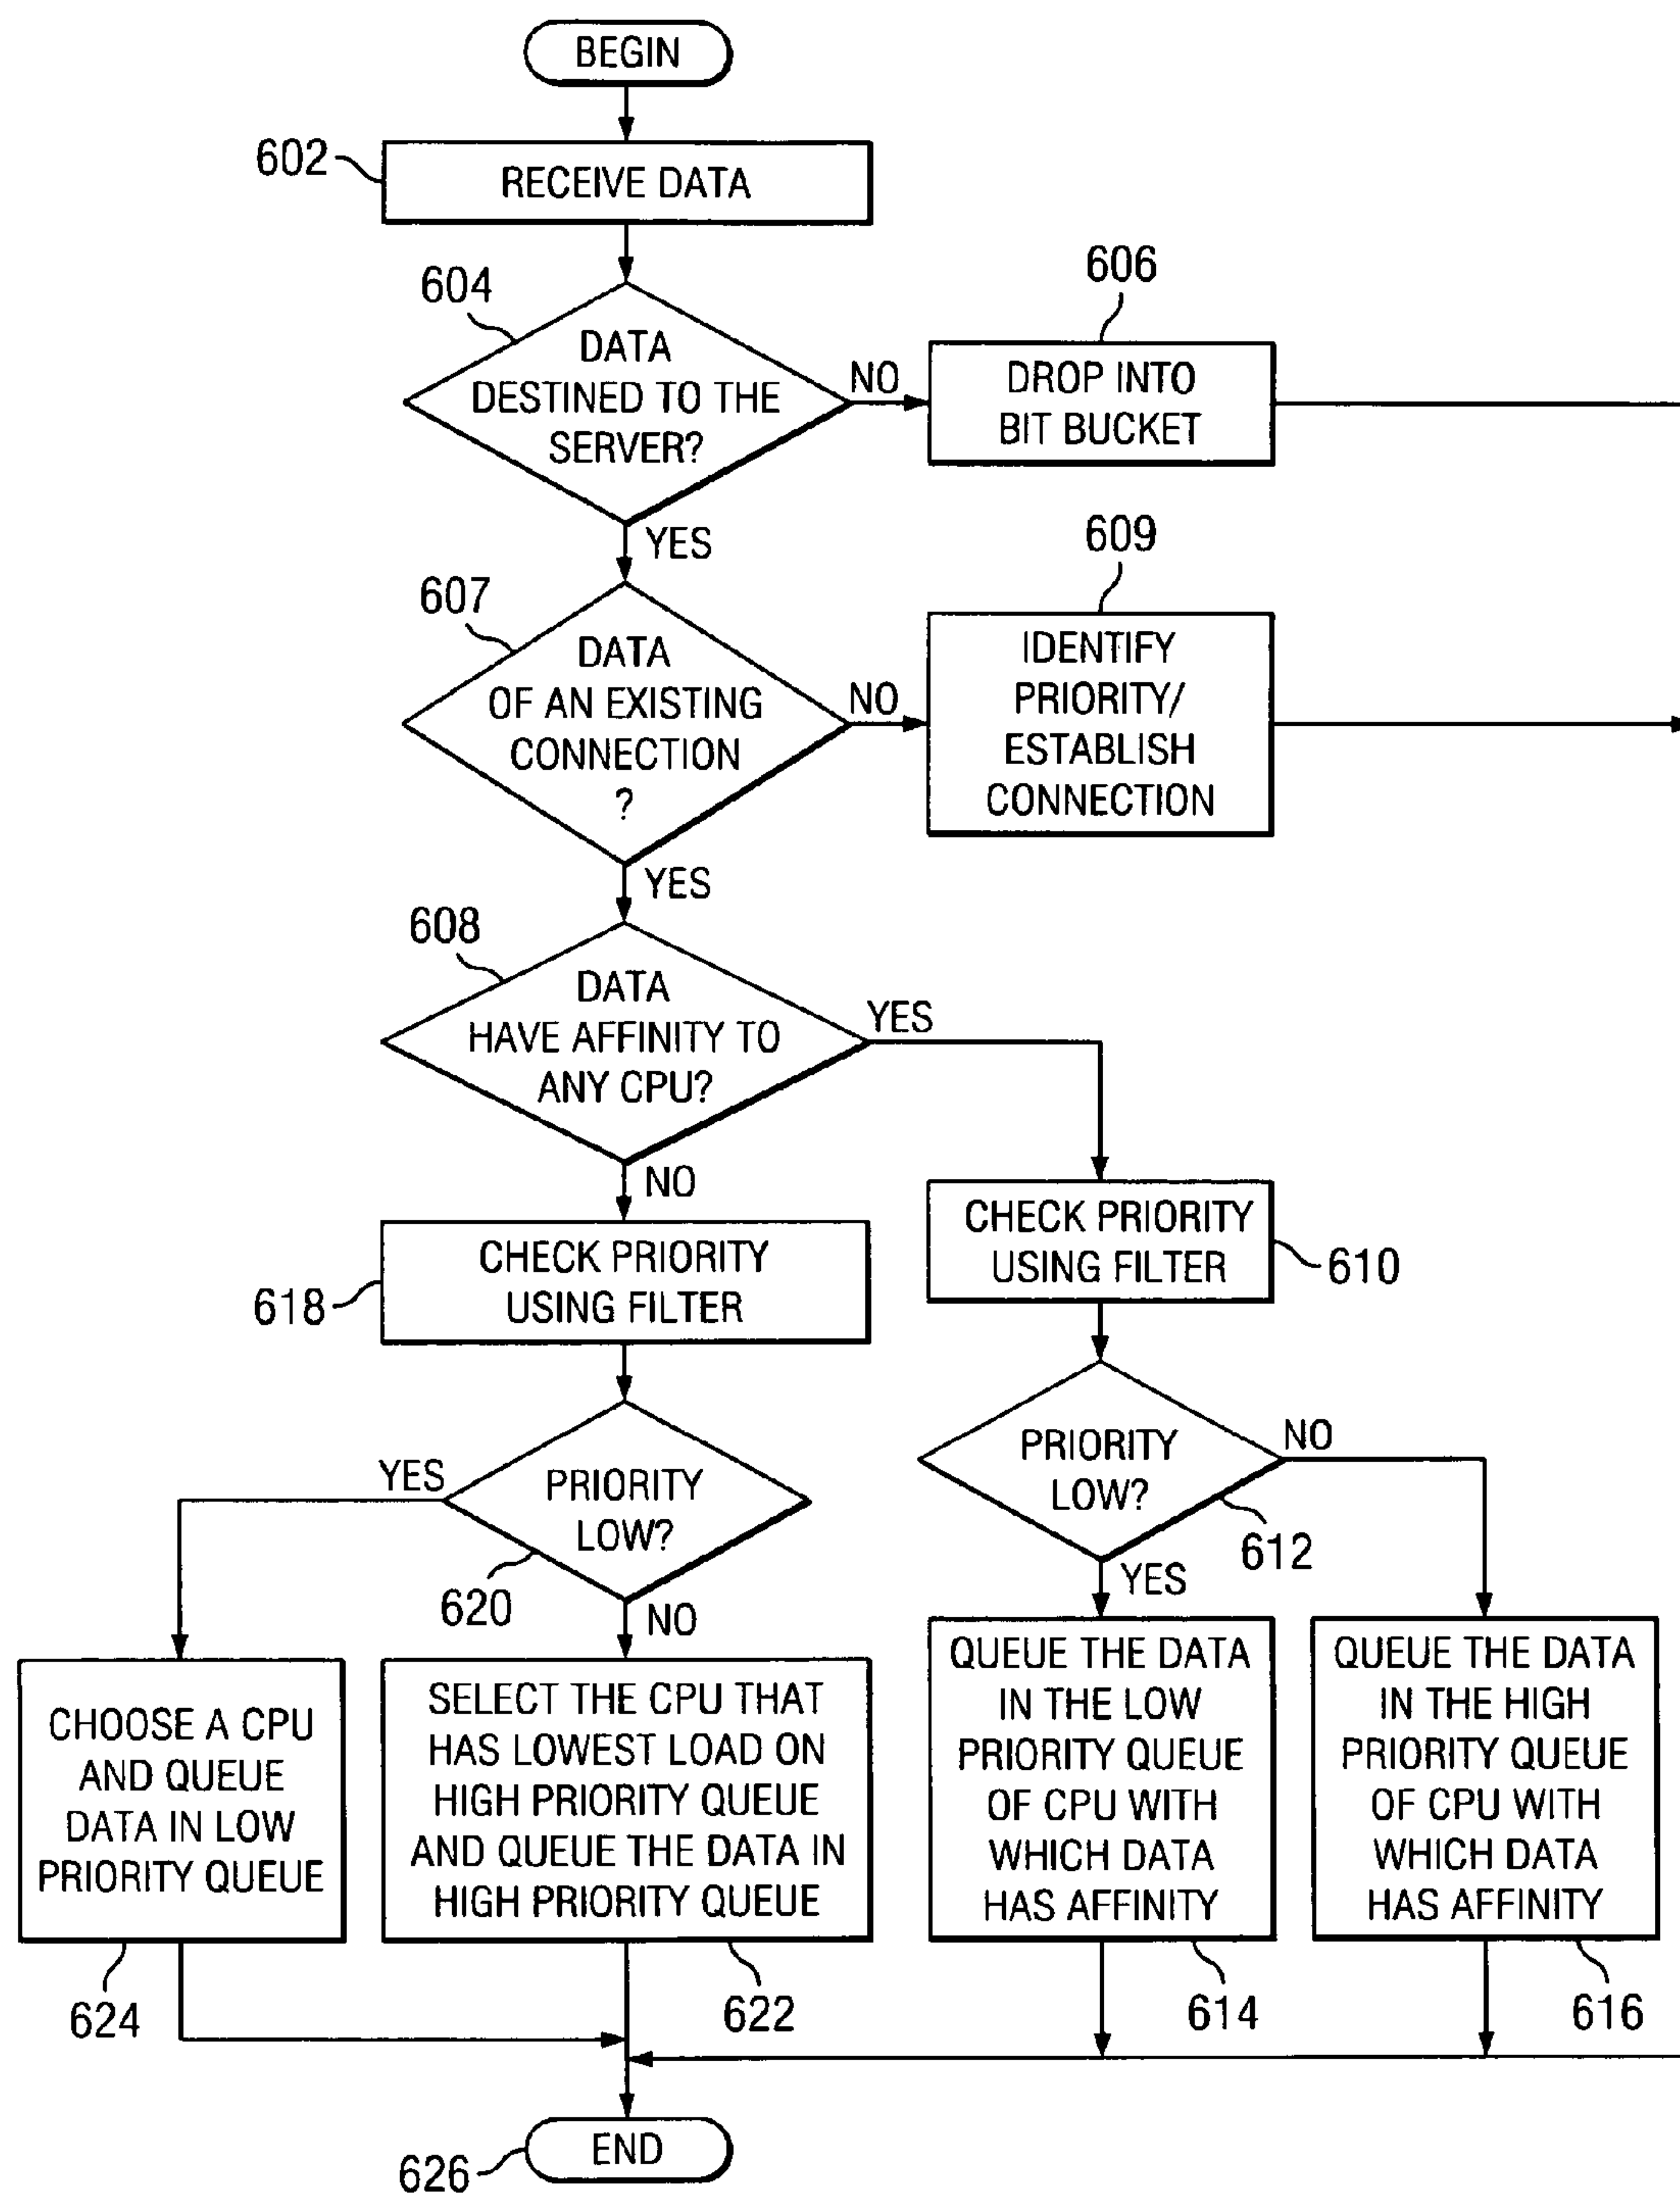 BEGIN
602
RECEIVE DATA
604
DATA
DESTINED TO THE
SERVER?
NO
606
DROP INTO
BIT BUCKET
YES
607
DATA
OF AN EXISTING
CONNECTION
?
NO
609
IDENTIFY
PRIORITY/
ESTABLISH
CONNECTION
YES
608
DATA
HAVE AFFINITY TO
ANY CPU?
YES
NO
CHECK PRIORITY
USING FILTER
618
CHECK PRIORITY
USING FILTER
610
YES
PRIORITY
LOW?
620
NO
PRIORITY
LOW?
NO
612
YES
CHOOSE A CPU
AND QUEUE
DATA IN LOW
PRIORITY QUEUE
624
SELECT THE CPU THAT
HAS LOWEST LOAD ON
HIGH PRIORITY QUEUE
AND QUEUE THE DATA IN
HIGH PRIORITY QUEUE
622
QUEUE THE DATA
IN THE LOW
PRIORITY QUEUE
OF CPU WITH
WHICH DATA
HAS AFFINITY
614
QUEUE THE DATA
IN THE HIGH
PRIORITY QUEUE
OF CPU WITH
WHICH DATA
HAS AFFINITY
616
END
626